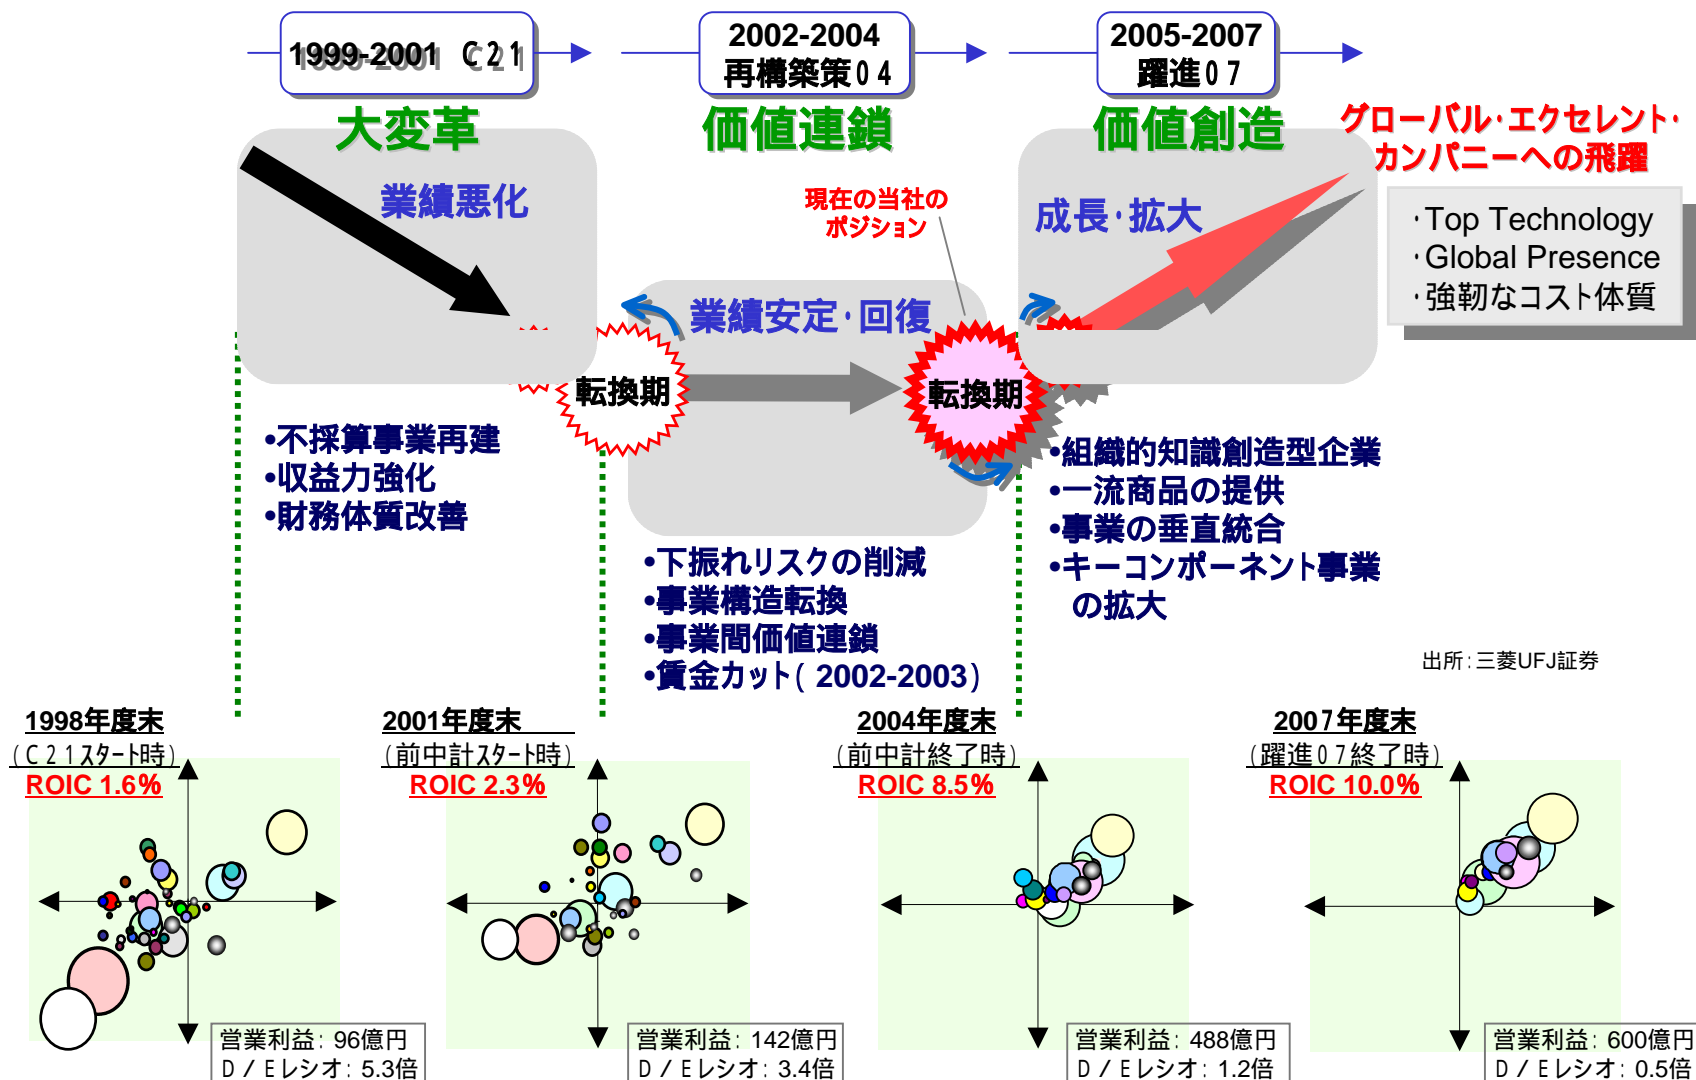 1999-2001 C21
2002-2004
再構築策04
2005-2007
躍進07
大変革
価値連鎖
価値創造
グローバル・エクセレント・
カンパニーへの飛躍
業績悪化
現在の当社の
ポジション
成長・拡大
・Top Technology
・Global Presence
・強靭なコスト体質
業績安定・回復
転換期
転換期
•不採算事業再建
•収益力強化
•財務体質改善
•組織的知識創造型企業
•一流商品の提供
•事業の垂直統合
•キーコンポーネント事業
の拡大
•下振れリスクの削減
•事業構造転換
•事業間価値連鎖
•賃金カット(2002-2003)
出所:三菱UFJ証券
1998年度末
(C21スタート時)
ROIC 1.6%
2001年度末
(前中計スタート時)
ROIC 2.3%
2004年度末
(前中計終了時)
ROIC 8.5%
2007年度末
(躍進07終了時)
ROIC 10.0%
営業利益: 96億円
D/Eレシオ: 5.3倍
営業利益: 142億円
D/Eレシオ: 3.4倍
営業利益: 488億円
D/Eレシオ: 1.2倍
営業利益: 600億円
D/Eレシオ: 0.5倍